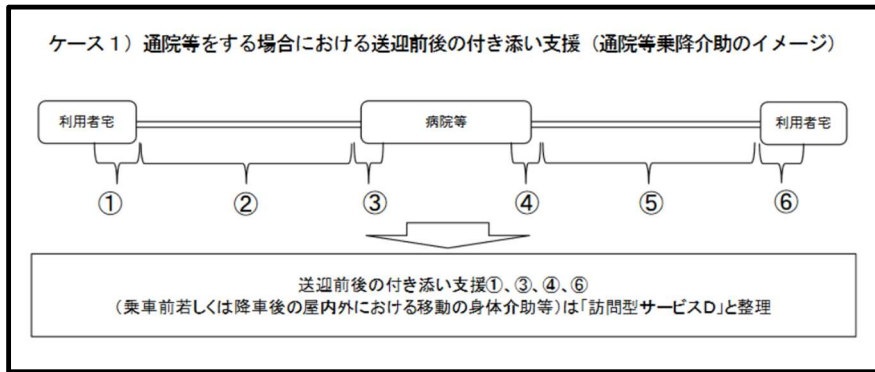 ケース1）通院等をする場合における送迎前後の付き添い支援（通院等乗降介助のイメージ）
利用者宅
病院等
利用者宅
①
②
③
④
⑤
⑥
送迎前後の付き添い支援①、③、④、⑥
（乗車前若しくは降車後の屋内外における移動の身体介助等）は「訪問型サービスD」と整理